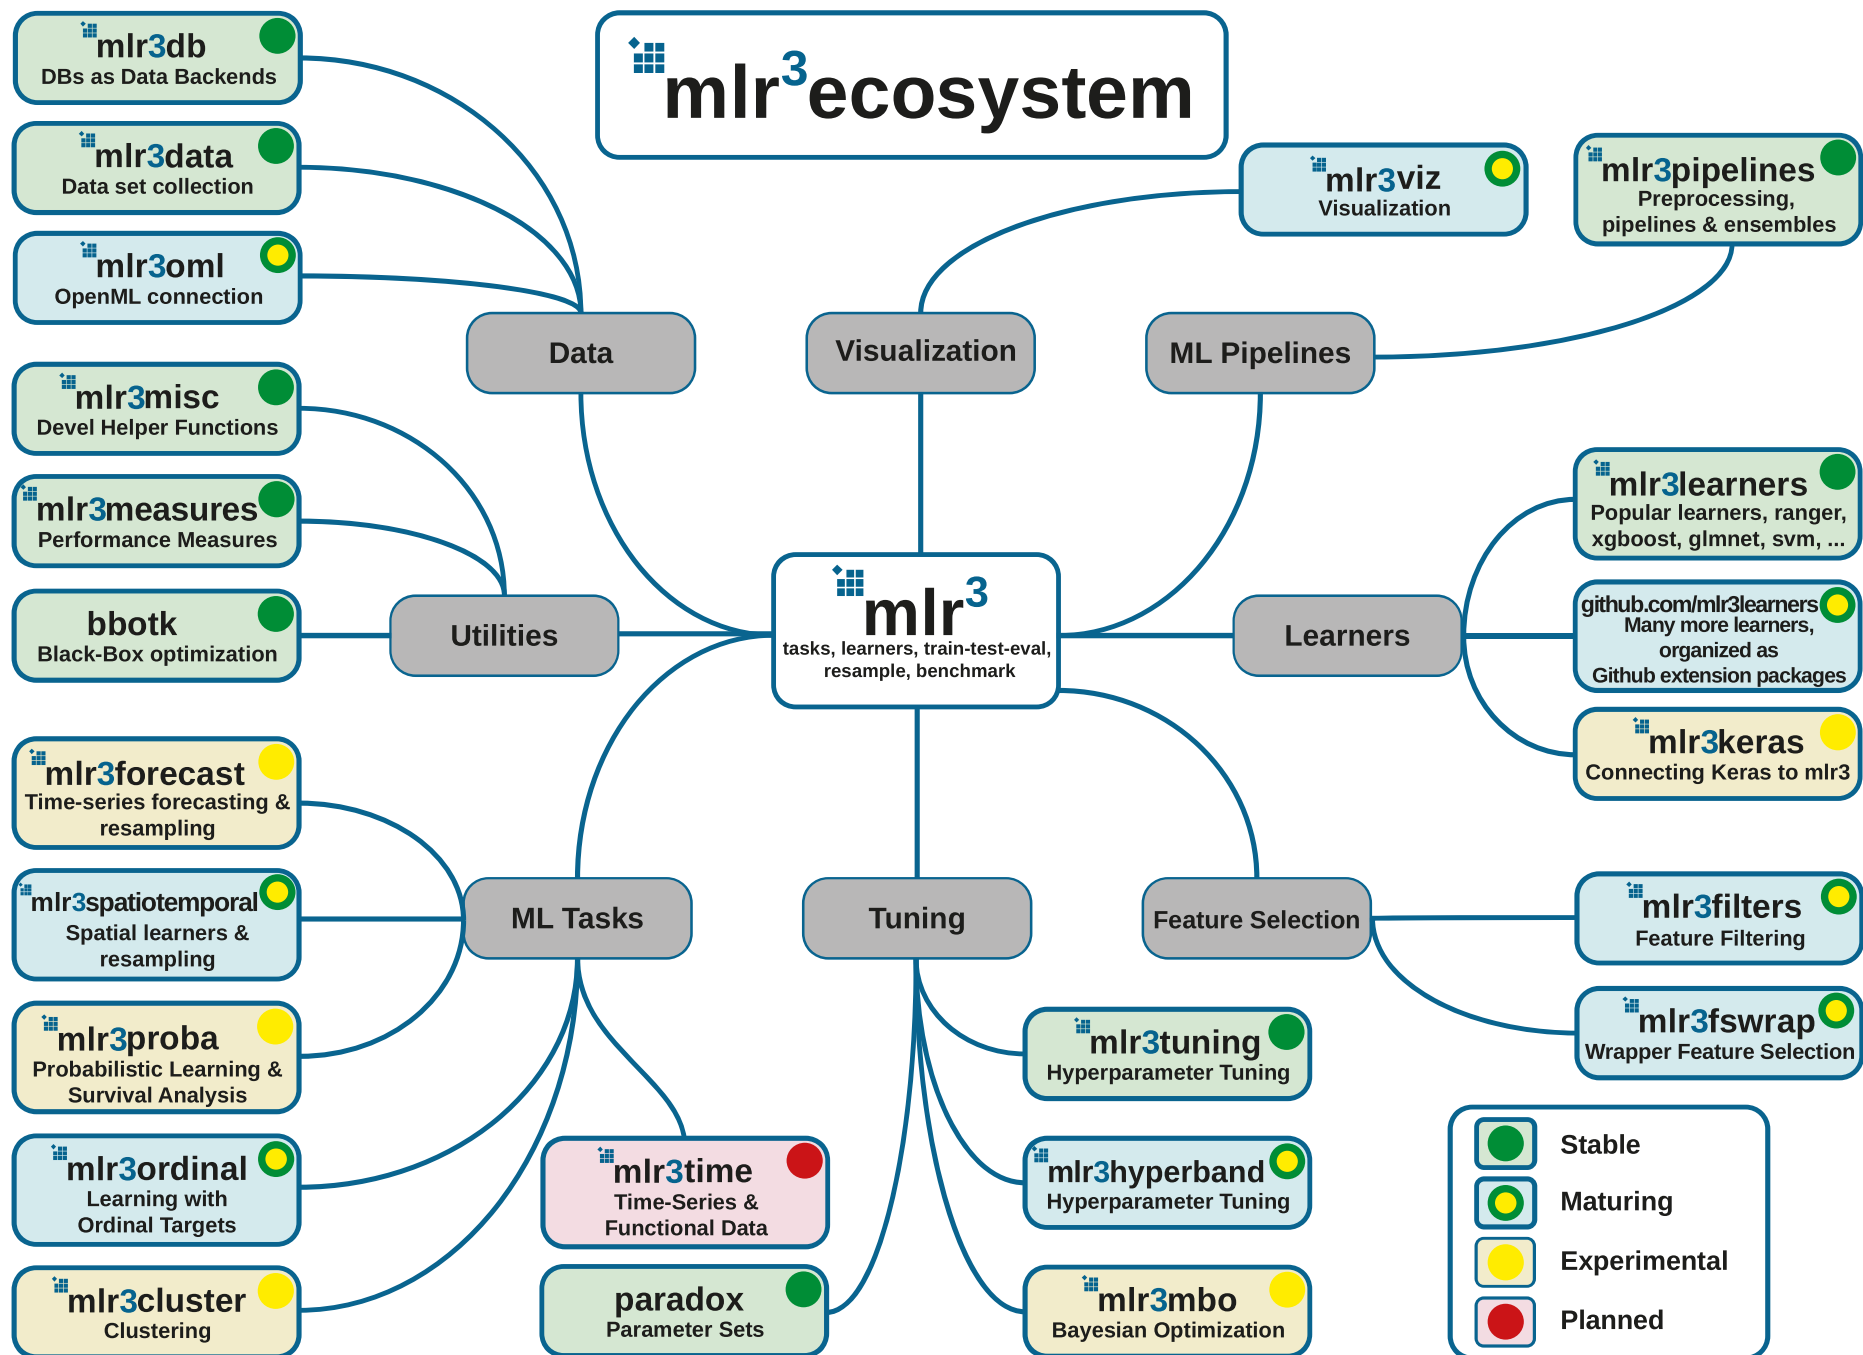 mlr3ecosystem
mlr3db
DBs as Data Backends
mlr3data
Data set collection
mlr3oml
OpenML connection
mlr3misc
Devel Helper Functions
mlr3measures
Performance Measures
bbotk
Black-Box optimization
mlr3forecast
Time-series forecasting &
resampling
mlr3spatiotemporal
Spatial learners &
resampling
mlr3proba
Probabilistic Learning &
Survival Analysis
mlr3ordinal
Learning with
Ordinal Targets
mlr3cluster
Clustering
Data
Visualization
ML Pipelines
Utilities
mlr3
tasks, learners, train-test-eval,
resample, benchmark
Learners
ML Tasks
Tuning
Feature Selection
mlr3time
Time-Series &
Functional Data
paradox
Parameter Sets
mlr3tuning
Hyperparameter Tuning
mlr3hyperband
Hyperparameter Tuning
mlr3mbo
Bayesian Optimization
mlr3viz
Visualization
mlr3pipelines
Preprocessing,
pipelines & ensembles
mlr3learners
Popular learners, ranger,
xgboost, glmnet, svm, ...
github.com/mlr3learners
Many more learners,
organized as
Github extension packages
mlr3keras
Connecting Keras to mlr3
mlr3filters
Feature Filtering
mlr3fswrap
Wrapper Feature Selection
Stable
Maturing
Experimental
Planned